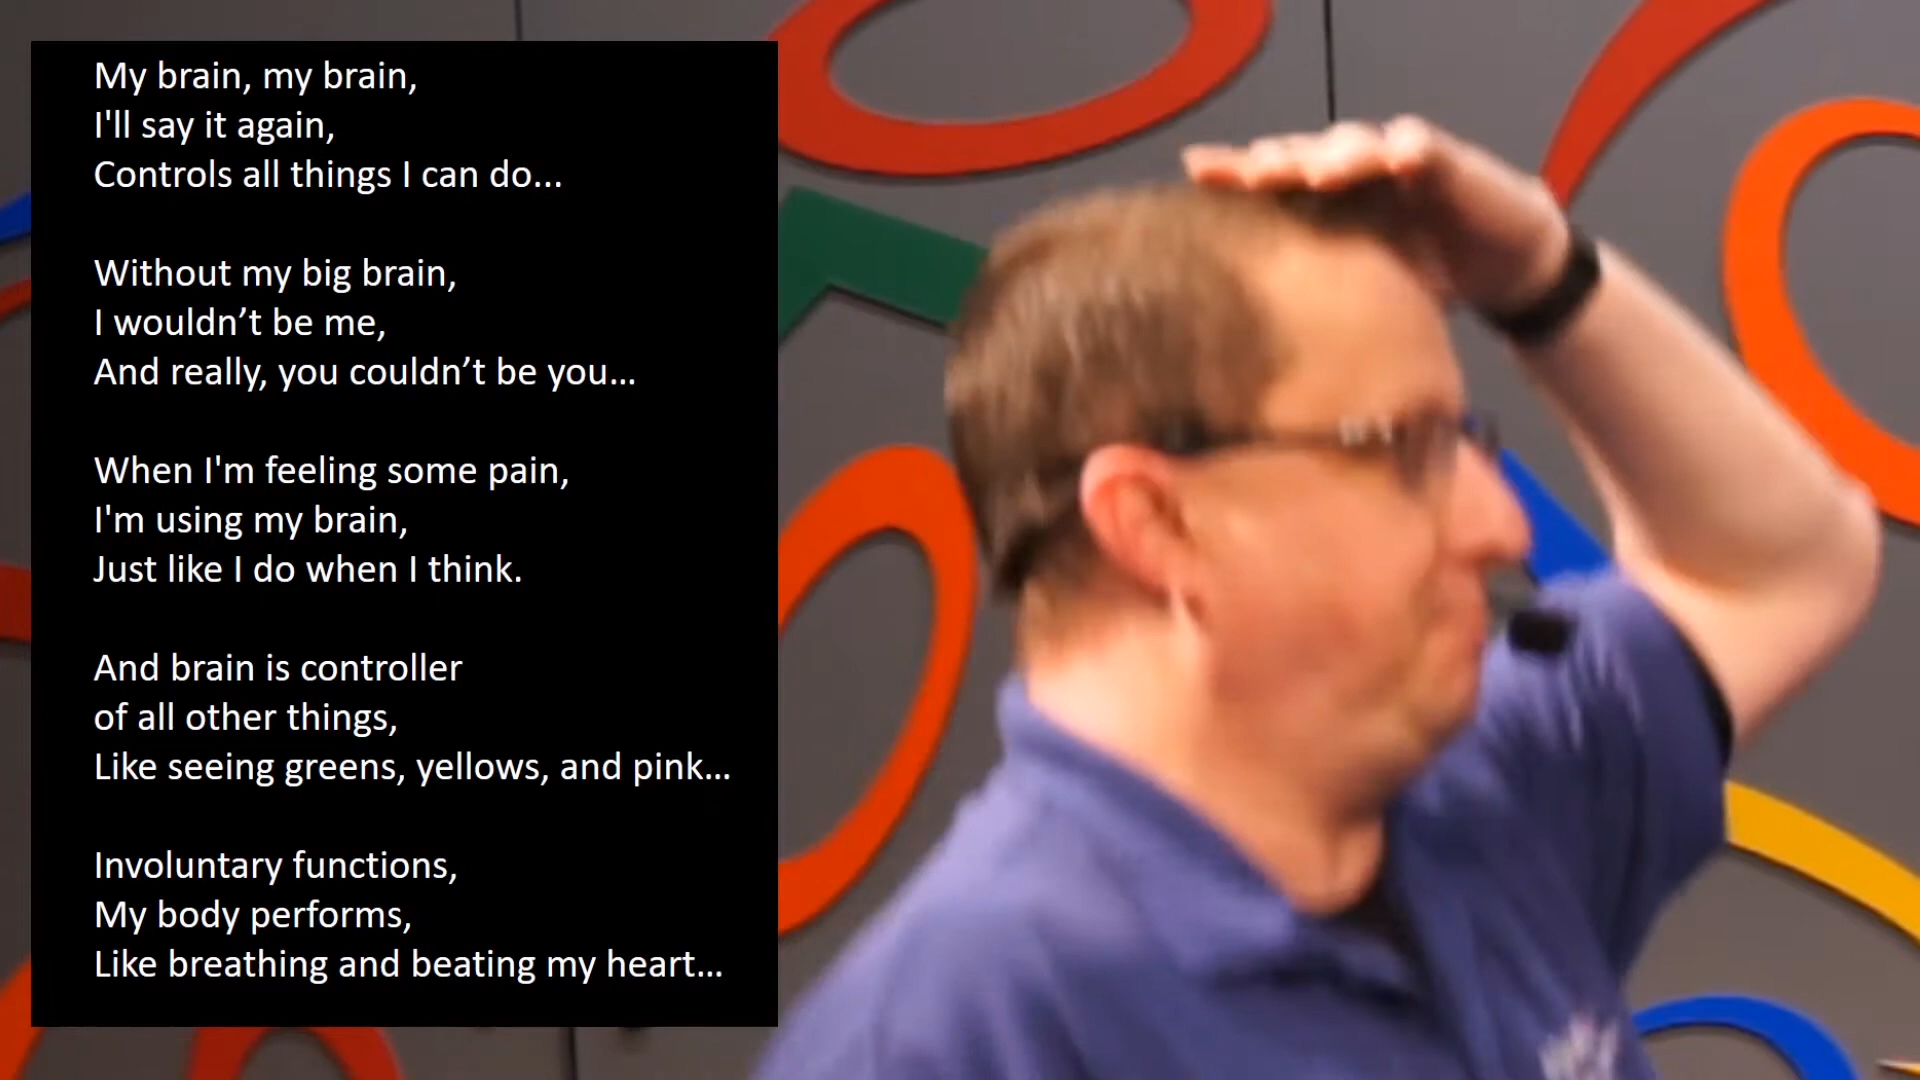 My brain, my brain,
I'll say it again,
Controls all things I can do...
Without my big brain,
I wouldn’t be me,
And really, you couldn’t be you...
When I'm feeling some pain,
I'm using my brain,
Just like I do when I think.
And brain is controller
of all other things,
Like seeing greens, yellows, and pink...
Involuntary functions,
My body performs,
Like breathing and beating my heart...